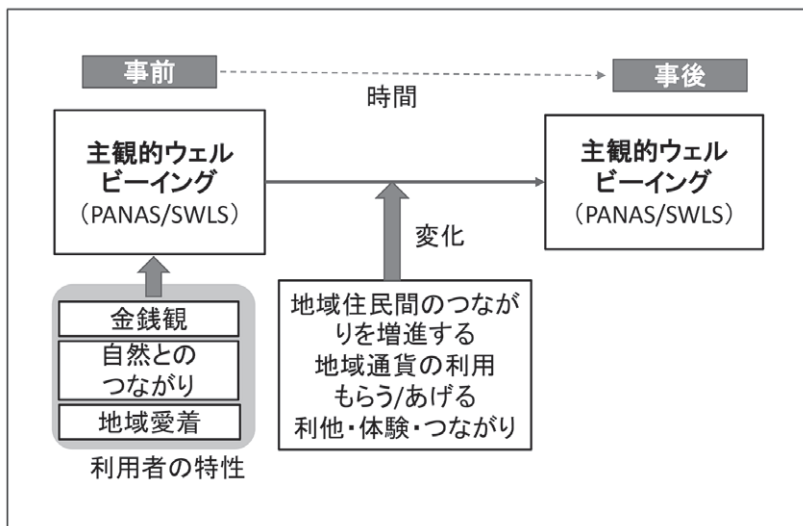 事前
事後
時間
主観的ウェル
ビーイング
（PANAS/SWLS）
主観的ウェル
ビーイング
（PANAS/SWLS）
変化
金銭観
自然との
つながり
地域愛着
利用者の特性
地域住民間のつなが
りを増進する
地域通貨の利用
もらう/あげる
利他・体験・つながり